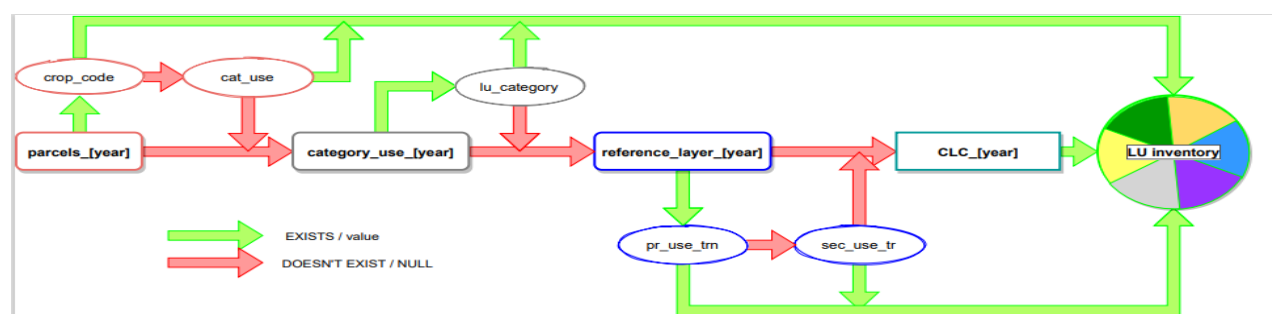 crop_code
cat_use
lu_category
parcels_[year]
category_use_[year]
reference_layer_[year]
CLC_[year]
LU inventory
EXISTS / value
DOESN'T EXIST / NULL
pr_use_trn
sec_use_tr